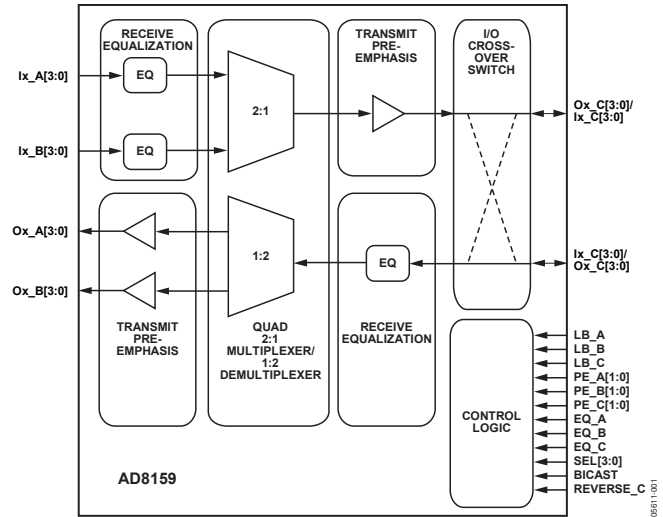 RECEIVE
EQUALIZATION
TRANSMIT
PRE-
EMPHASIS
I/O
CROSS-
OVER
SWITCH
Ix_A[3:0]
EQ
2:1
Ox_C[3:0]/
Ix_C[3:0]
Ix_B[3:0]
EQ
Ox_A[3:0]
1:2
EQ
Ix_C[3:0]/
Ox_C[3:0]
Ox_B[3:0]
TRANSMIT
PRE-
EMPHASIS
QUAD
2:1
MULTIPLEXER/
1:2
DEMULTIPLEXER
RECEIVE
EQUALIZATION
CONTROL
LOGIC
LB_A
LB_B
LB_C
PE_A[1:0]
PE_B[1:0]
PE_C[1:0]
EQ_A
EQ_B
EQ_C
SEL[3:0]
BICAST
REVERSE_C
AD8159
05611-001